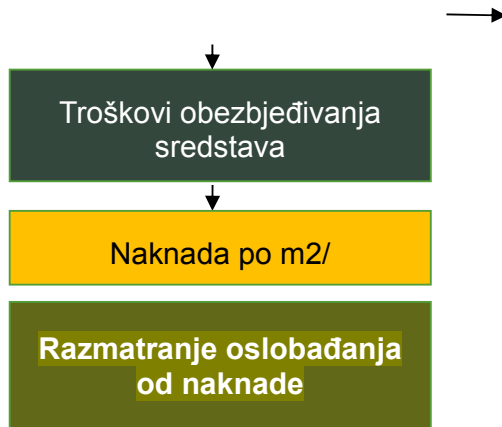 Troškovi obezbjeđivanja
sredstava
Naknada po m2/
Razmatranje oslobađanja
od naknade